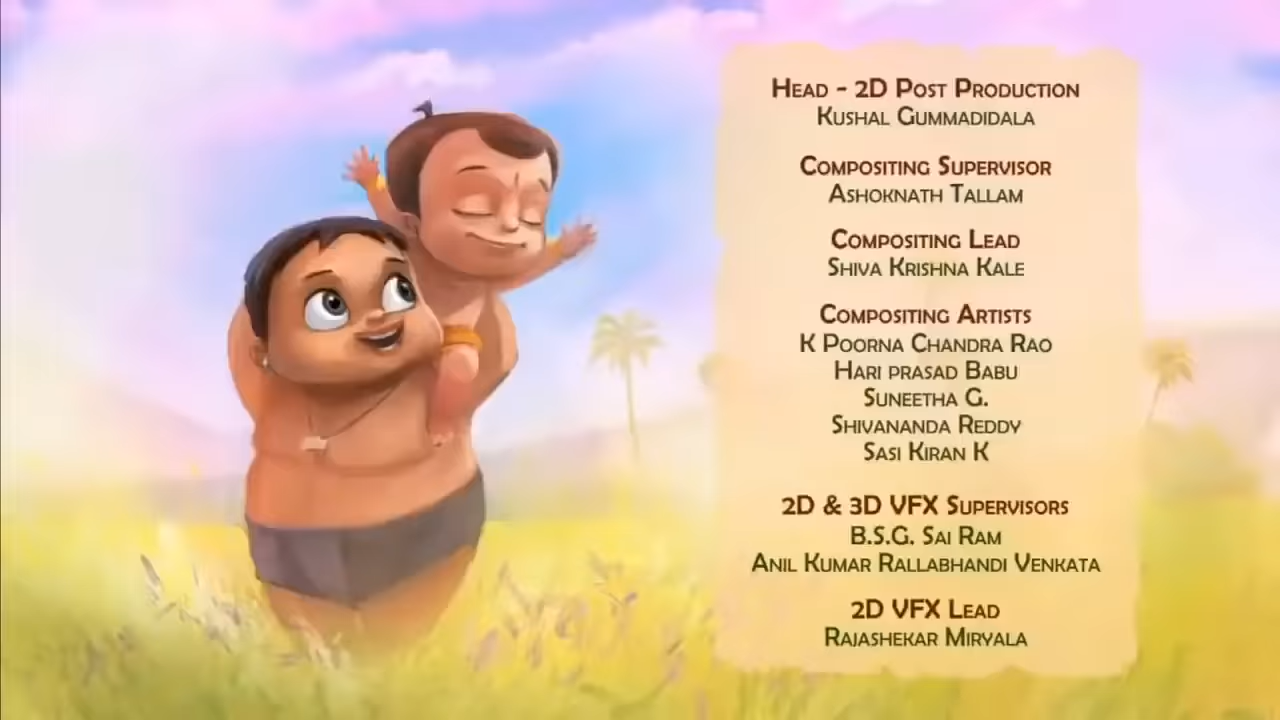 Head - 2D Post Production
Kushal Gummadidala
Compositing Supervisor
Ashoknath Tallam
Compositing Lead
Shiva Krishna Kale
Compositing Artists
K Poorna Chandra Rao
Hari prasad Babu
Suneetha G.
Shivananda Reddy
Sasi Kiran K
2D & 3D VFX Supervisors
B.S.G. Sai Ram
Anil Kumar Rallabhandi Venkata
2D VFX Lead
Rajashekar Miryala